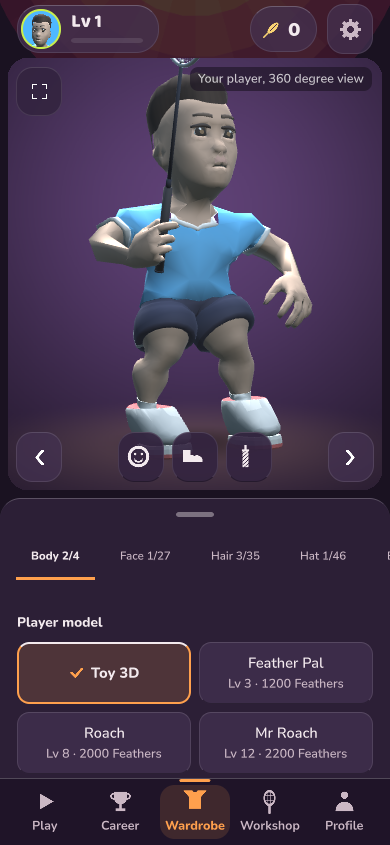 Lv 1
0
Your player, 360 degree view
Body 2/4
Face 1/27
Hair 3/35
Hat 1/46
Player model
Toy 3D
Feather Pal
Lv 3 · 1200 Feathers
Roach
Lv 8 · 2000 Feathers
Mr Roach
Lv 12 · 2200 Feathers
Play
Career
Wardrobe
Workshop
Profile